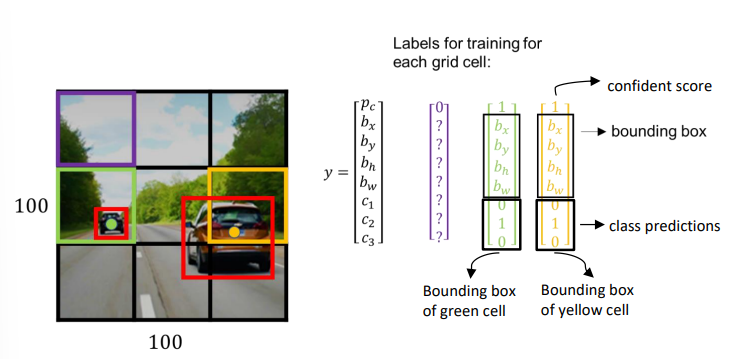 Labels for training for
each grid cell:
confident score
bounding box
class predictions
y =
p_c
b_x
b_y
b_h
b_w
c_1
c_2
c_3
0
?
?
?
?
?
?
?
1
b_x
b_y
b_h
b_w
0
1
0
1
b_x
b_y
b_h
b_w
0
1
0
100
100
Bounding box
of green cell
Bounding box
of yellow cell